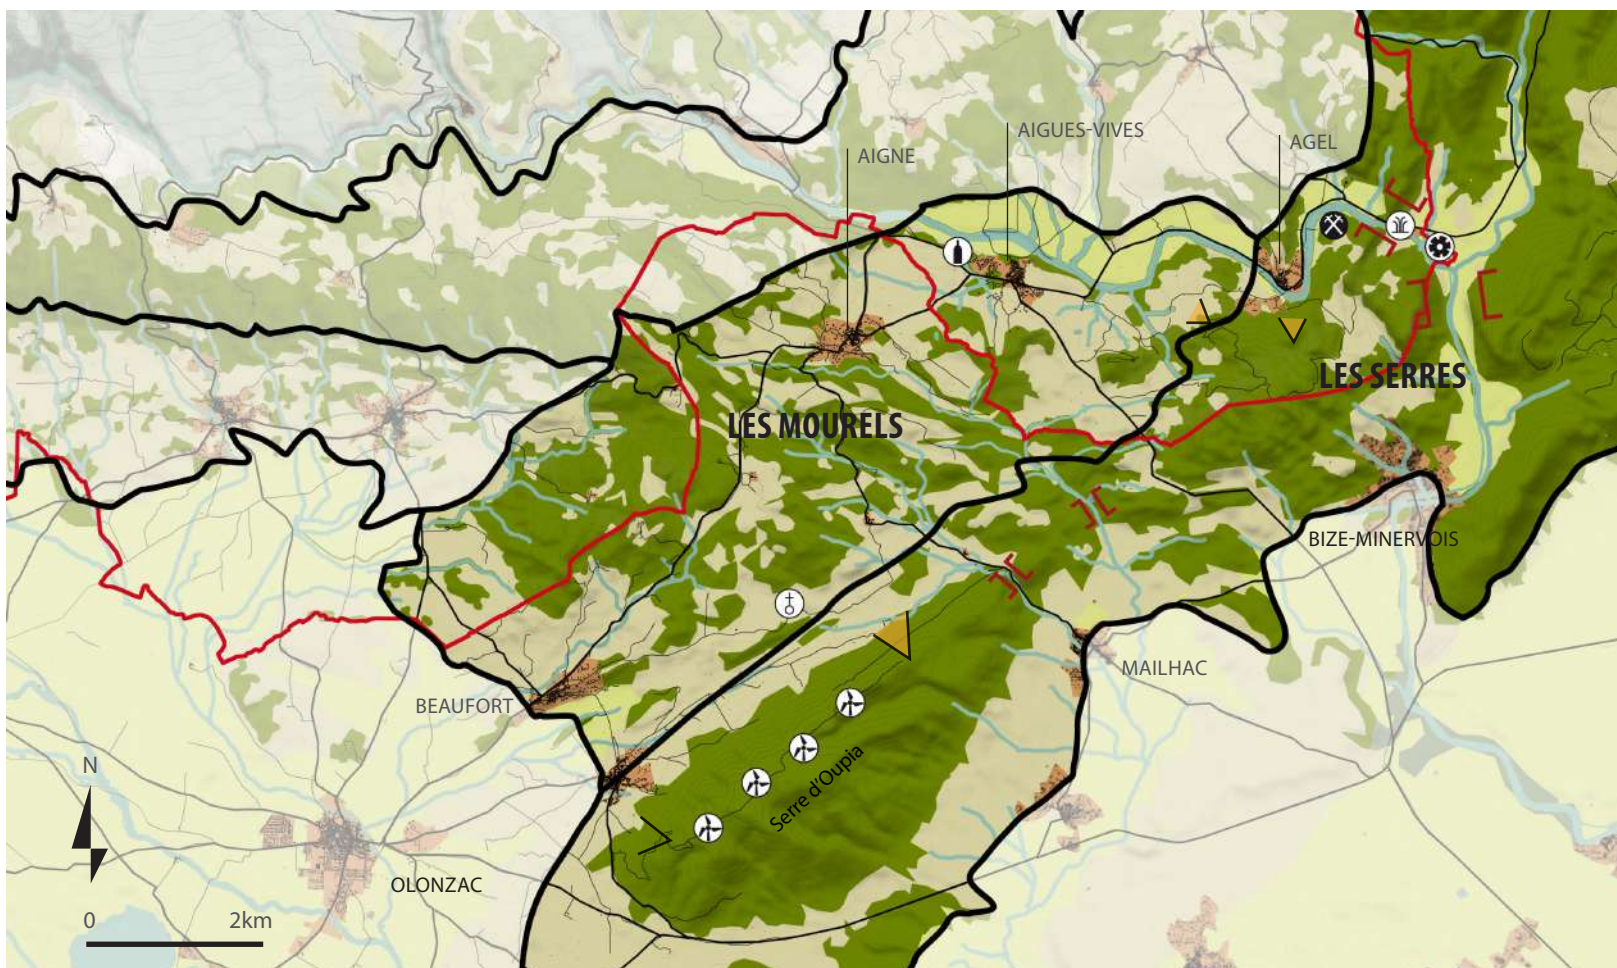 AIGUES-VIVES
AGEL
AIGNE
LES SERRES
LES MOURELS
BIZE-MINERVOIS
MAILHAC
BEAUFORT
Serre d'Oupia
N
OLONZAC
0 2km